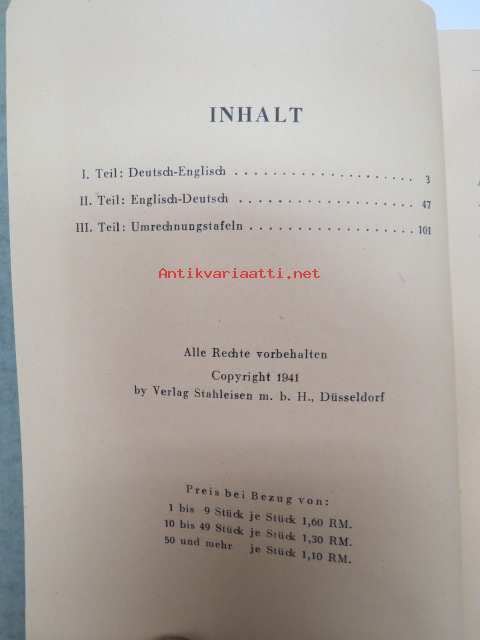 INHALT
I. Teil: Deutsch-Englisch . . . . . . . . . . . . . . . . . . . . 3
II. Teil: Englisch-Deutsch . . . . . . . . . . . . . . . . . . . 47
III. Teil: Umrechnungstafeln . . . . . . . . . . . . . . . . . . 101
Antikvariaatti.net
Alle Rechte vorbehalten
Copyright 1941
by Verlag Stahleisen m. b. H., Düsseldorf
Preis bei Bezug von:
1 bis 9 Stück je Stück 1,60 RM.
10 bis 49 Stück je Stück 1,30 RM.
50 und mehr je Stück 1,10 RM.